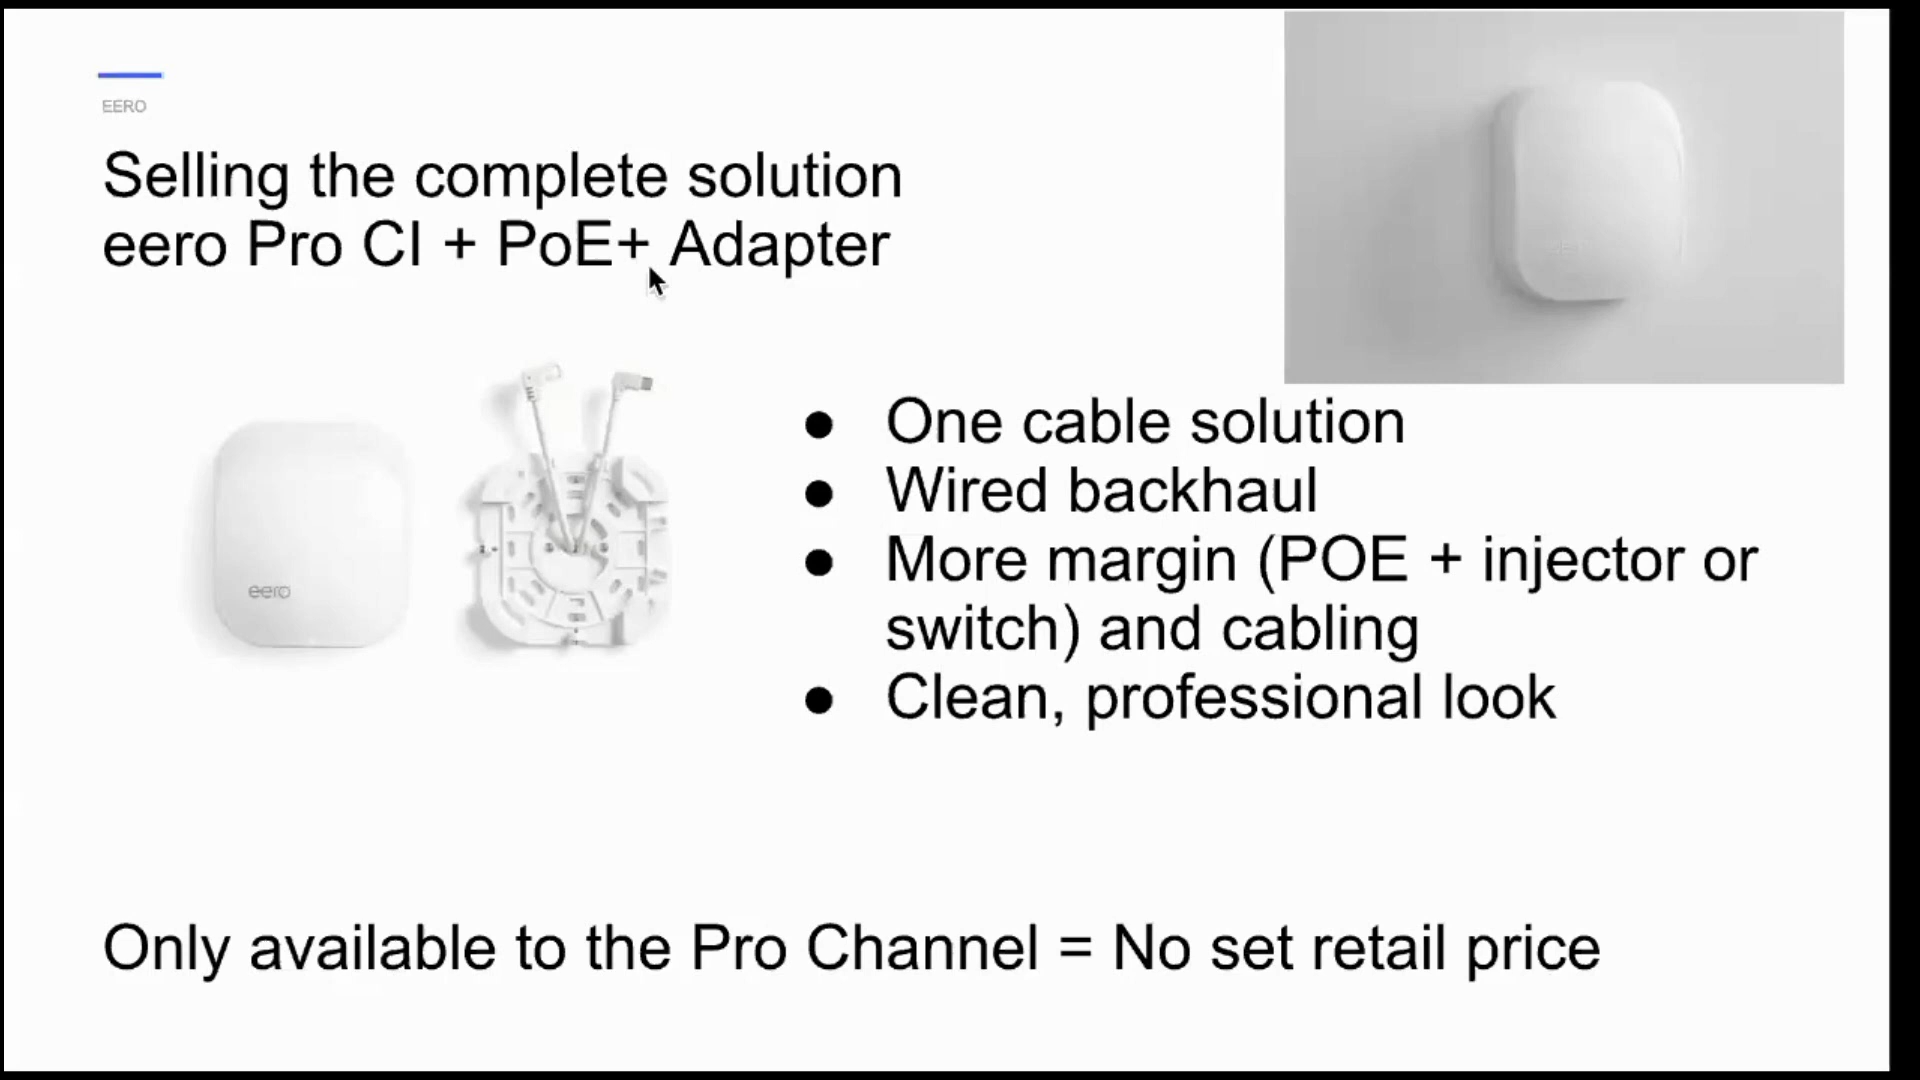 EERO
Selling the complete solution
eero Pro CI + PoE+ Adapter
eero
● One cable solution
● Wired backhaul
● More margin (POE + injector or
switch) and cabling
● Clean, professional look
Only available to the Pro Channel = No set retail price